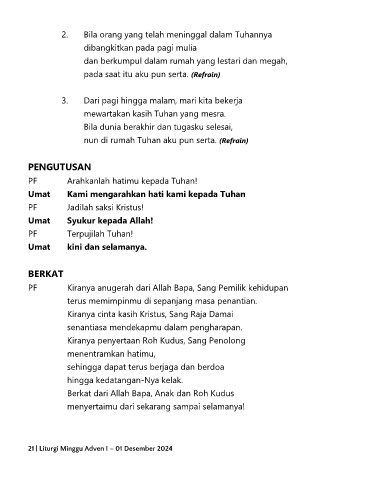 2. Bila orang yang telah meninggal dalam Tuhannya
dibangkitkan pada pagi mulia
dan berkumpul dalam rumah yang lestari dan megah,
pada saat itu aku pun serta. (Refrain)
3. Dari pagi hingga malam, mari kita bekerja
mewartakan kasih Tuhan yang mesra.
Bila dunia berakhir dan tugasku selesai,
nun di rumah Tuhan aku pun serta. (Refrain)
PENGUTUSAN
PF Arahkanlah hatimu kepada Tuhan!
Umat Kami mengarahkan hati kami kepada Tuhan
PF Jadilah saksi Kristus!
Umat Syukur kepada Allah!
PF Terpujilah Tuhan!
Umat kini dan selamanya.
BERKAT
PF Kiranya anugerah dari Allah Bapa, Sang Pemilik kehidupan
terus memimpinmu di sepanjang masa penantian.
Kiranya cinta kasih Kristus, Sang Raja Damai
senantiasa mendekapmu dalam pengharapan.
Kiranya penyertaan Roh Kudus, Sang Penolong
menentramkan hatimu,
sehingga dapat terus berjaga dan berdoa
hingga kedatangan-Nya kelak.
Berkat dari Allah Bapa, Anak dan Roh Kudus
menyertaimu dari sekarang sampai selamanya!
21 | Liturgi Minggu Adven I – 01 Desember 2024